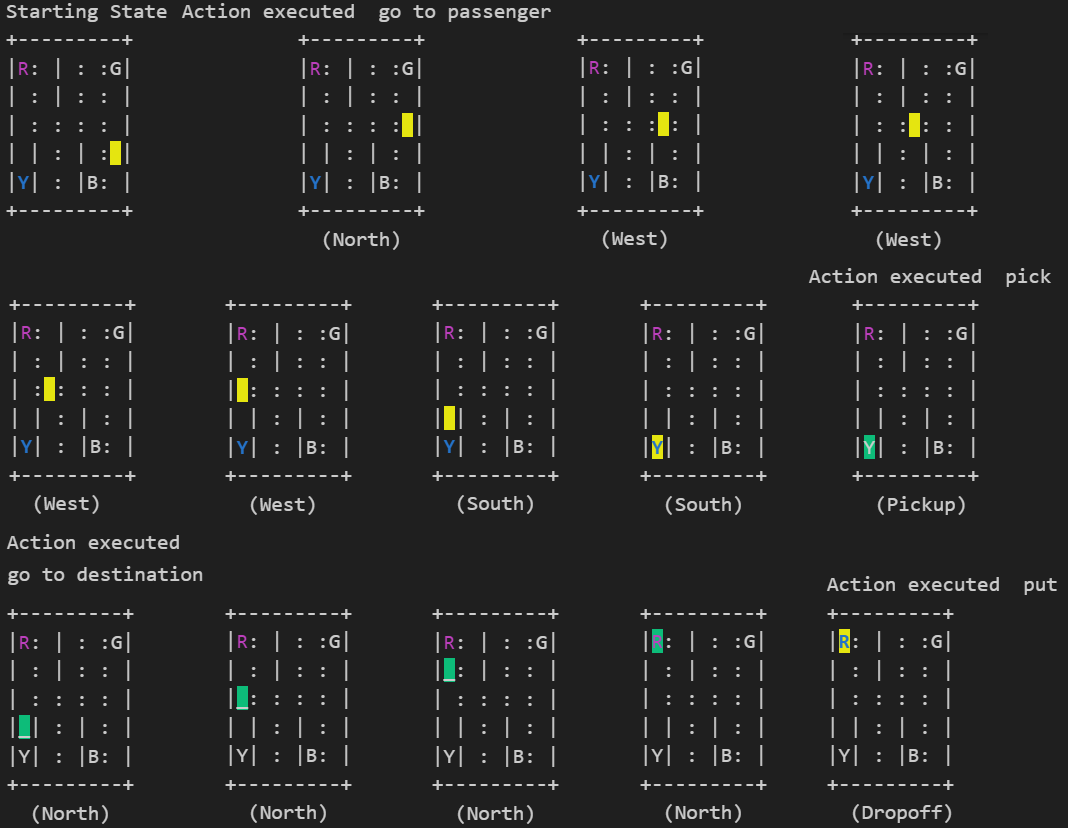 Starting State Action executed  go to passenger
+---------+ +---------+ +---------+ +---------+
|R: | : :G| |R: | : :G| |R: | : :G| |R: | : :G|
| : | : : | | : | : : | | : | : : | | : | : : |
| : : : : | | : : : : | | : : : : | | : : : : |
| | : | : | | | : | : | | | : | : | | | : | : |
|Y| : |B: | |Y| : |B: | |Y| : |B: | |Y| : |B: |
+---------+ +---------+ +---------+ +---------+
(North) (West) (West)
Action executed  pick
+---------+ +---------+ +---------+ +---------+ +---------+
|R: | : :G| |R: | : :G| |R: | : :G| |R: | : :G| |R: | : :G|
| : | : : | | : | : : | | : | : : | | : | : : | | : | : : |
| : : : : | | : : : : | | : : : : | | : : : : | | : : : : |
| | : | : | | | : | : | | | : | : | | | : | : | | | : | : |
|Y| : |B: | |Y| : |B: | |Y| : |B: | |Y| : |B: | |Y| : |B: |
+---------+ +---------+ +---------+ +---------+ +---------+
(West) (West) (South) (South) (Pickup)
Action executed
go to destination
Action executed  put
+---------+ +---------+ +---------+ +---------+ +---------+
|R: | : :G| |R: | : :G| |R: | : :G| |R: | : :G| |R: | : :G|
| : | : : | | : | : : | |_: | : : | | : | : : | | : | : : |
| : : : : | |_: : : : | | : : : : | | : : : : | | : : : : |
|_| : | : | | | : | : | | | : | : | | | : | : | | | : | : |
|Y| : |B: | |Y| : |B: | |Y| : |B: | |Y| : |B: | |Y| : |B: |
+---------+ +---------+ +---------+ +---------+ +---------+
(North) (North) (North) (North) (Dropoff)